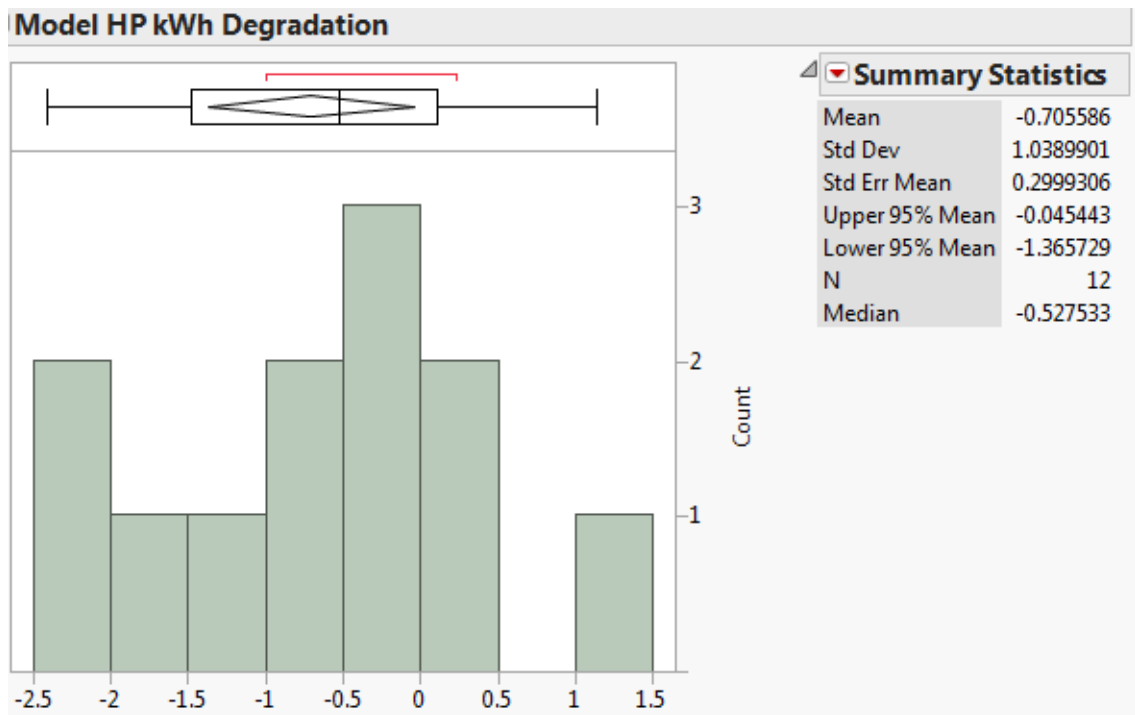 Model HP kWh Degradation
Summary Statistics
Mean -0.705586
Std Dev 1.0389901
Std Err Mean 0.2999306
Upper 95% Mean -0.045443
Lower 95% Mean -1.365729
N 12
Median -0.527533
3
2
1
Count
-2.5 -2 -1.5 -1 -0.5 0 0.5 1 1.5